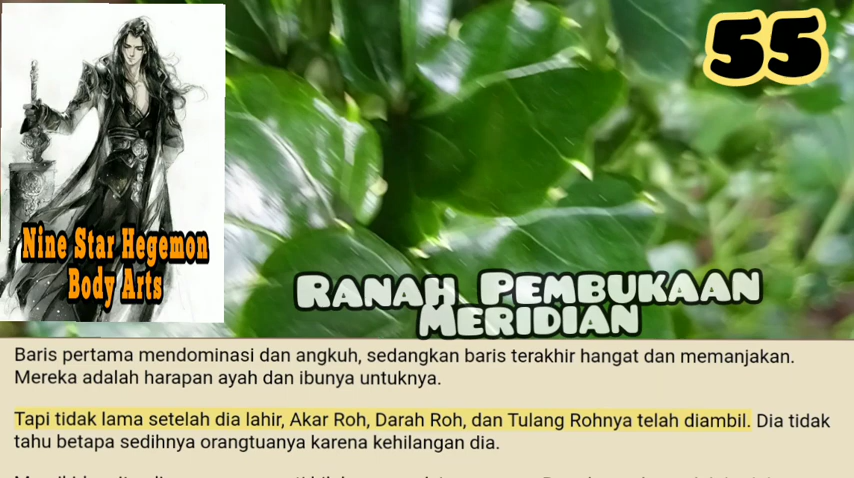 55
Nine Star Hegemon
Body Arts
Ranah Pembukaan
Meridian
Baris pertama mendominasi dan angkuh, sedangkan baris terakhir hangat dan memanjakan.
Mereka adalah harapan ayah dan ibunya untuknya.
Tapi tidak lama setelah dia lahir, Akar Roh, Darah Roh, dan Tulang Rohnya telah diambil. Dia tidak
tahu betapa sedihnya orangtuanya karena kehilangan dia.